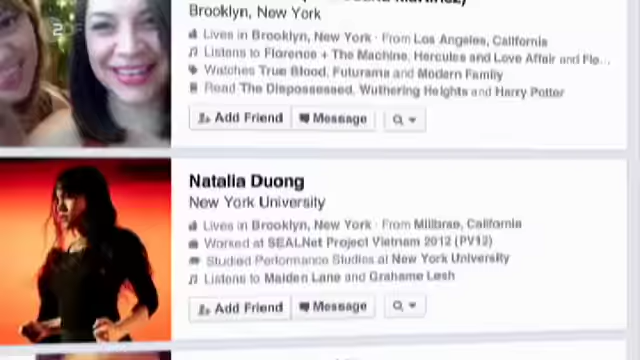 ZDF
Brooklyn, New York
Lives in Brooklyn, New York · From Los Angeles, California
Listens to Florence + The Machine, Hercules and Love Affair and Flo...
Watches True Blood, Futurama and Modern Family
Read The Dispossessed, Wuthering Heights and Harry Potter
Add Friend Message
Natalia Duong
New York University
Lives in Brooklyn, New York · From Millbrae, California
Worked at SEALNet Project Vietnam 2012 (PV12)
Studied Performance Studies at New York University
Listens to Maiden Lane and Grahame Lesh
Add Friend Message